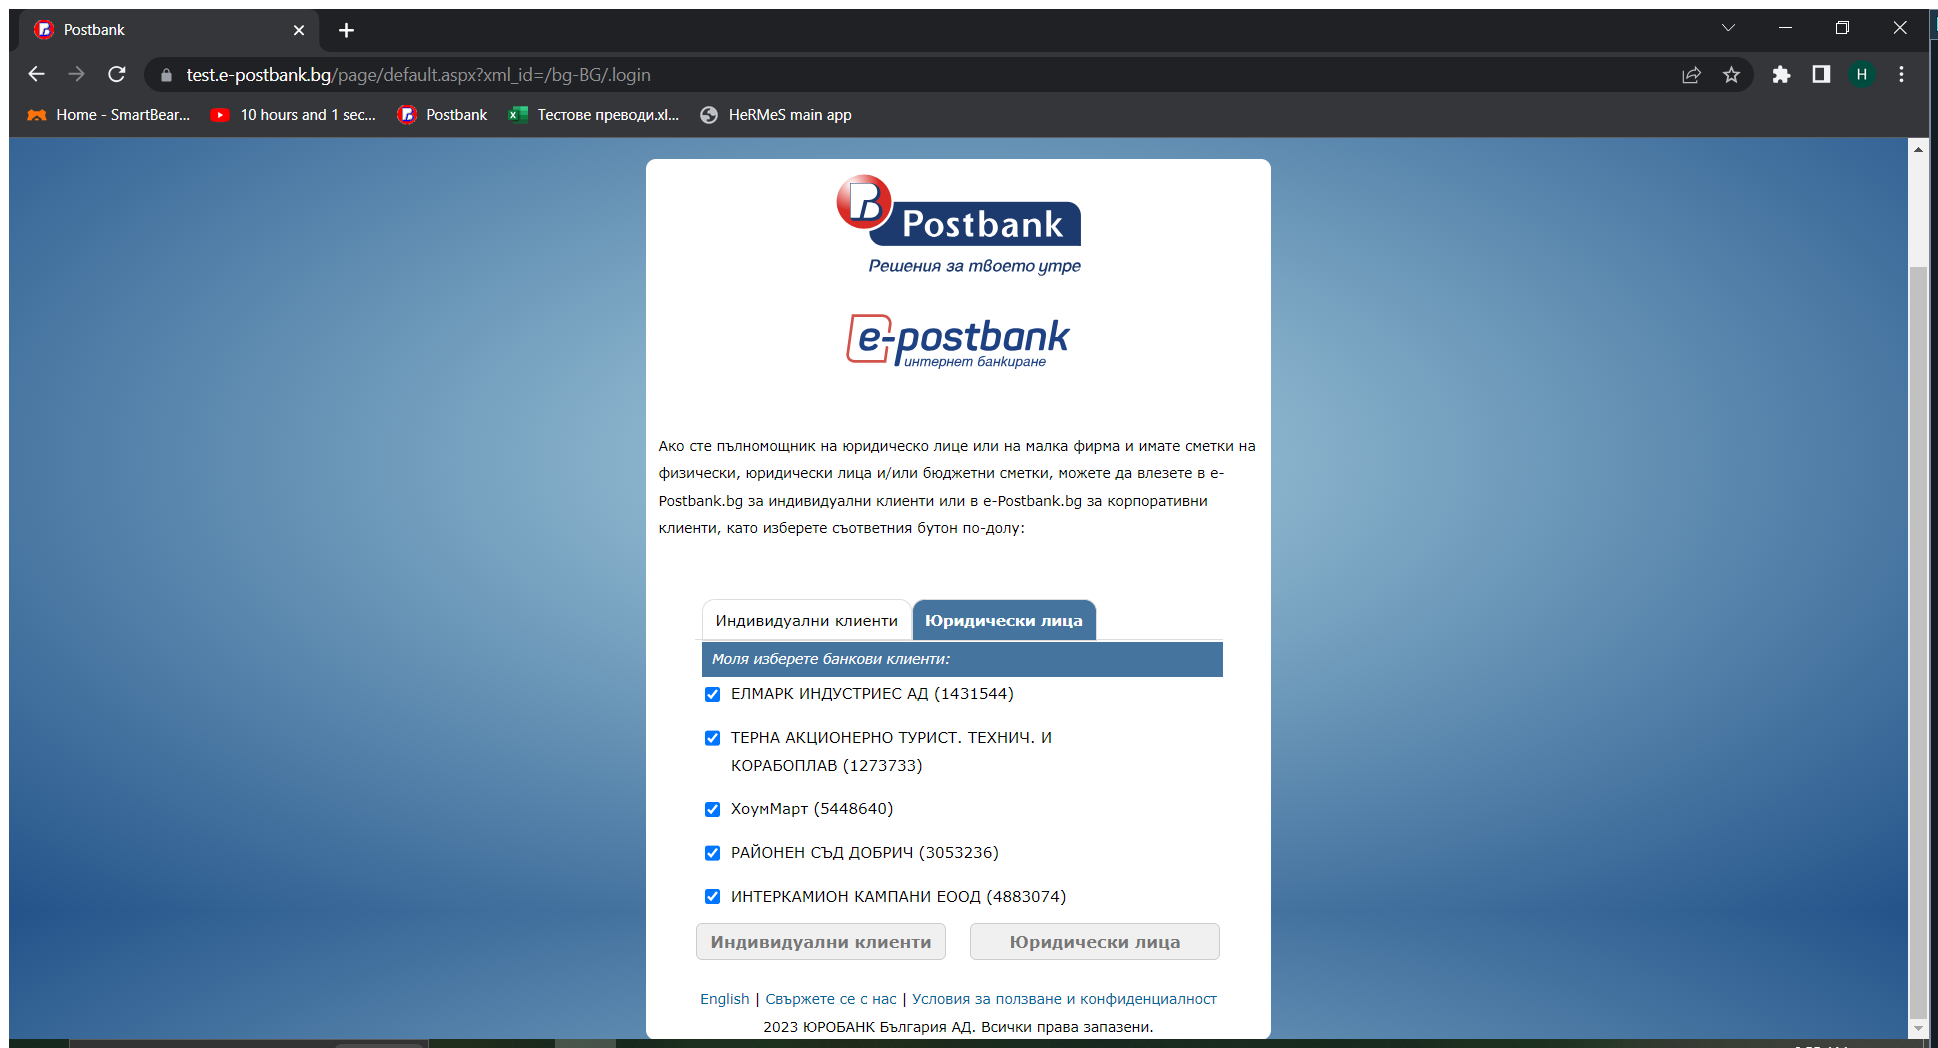 Postbank
test.e-postbank.bg/page/default.aspx?xml_id=/bg-BG/.login
H
Home - SmartBear...
10 hours and 1 sec...
Postbank
Тестове преводи.xl...
HeRMeS main app
Postbank
Решения за твоето утре
e-postbank
интернет банкиране
Ако сте пълномощник на юридическо лице или на малка фирма и имате сметки на
физически, юридически лица и/или бюджетни сметки, можете да влезете в e-
Postbank.bg за индивидуални клиенти или в e-Postbank.bg за корпоративни
клиенти, като изберете съответния бутон по-долу:
Индивидуални клиенти
Юридически лица
Моля изберете банкови клиенти:
ЕЛМАРК ИНДУСТРИЕС АД (1431544)
ТЕРНА АКЦИОНЕРНО ТУРИСТ. ТЕХНИЧ. И
КОРАБОПЛАВ (1273733)
ХоумМарт (5448640)
РАЙОНЕН СЪД ДОБРИЧ (3053236)
ИНТЕРКАМИОН КАМПАНИ ЕООД (4883074)
Индивидуални клиенти
Юридически лица
English | Свържете се с нас | Условия за ползване и конфиденциалност
2023 ЮРОБАНК България АД. Всички права запазени.